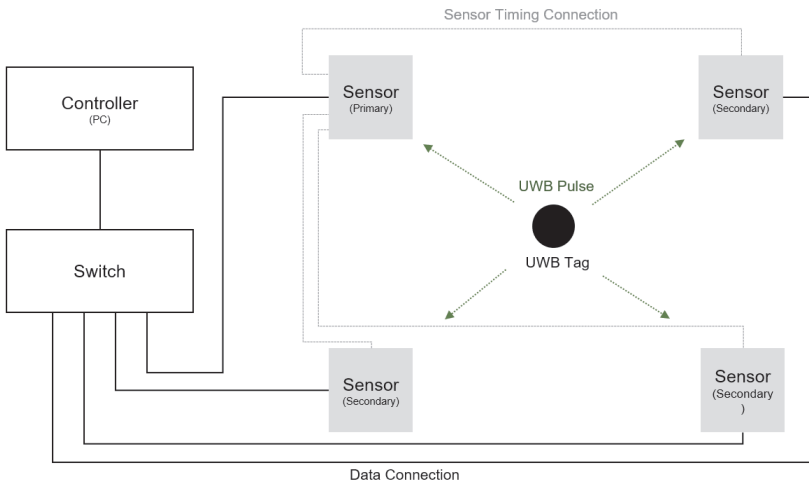 Sensor Timing Connection
Controller
(PC)
Sensor
(Primary)
Sensor
(Secondary)
UWB Pulse
UWB Tag
Switch
Sensor
(Secondary)
Sensor
(Secondary
)
Data Connection